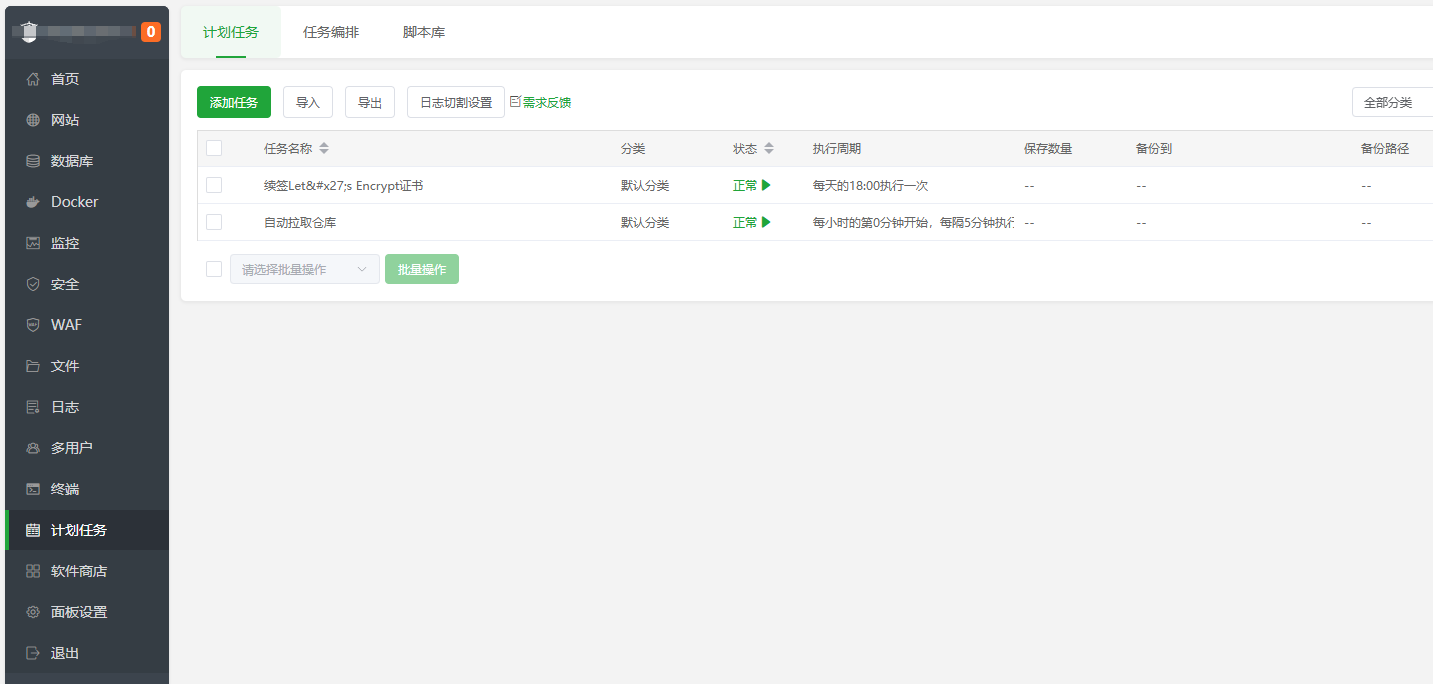 0
首页
网站
数据库
Docker
监控
安全
WAF
文件
日志
多用户
终端
计划任务
软件商店
面板设置
退出
计划任务 任务编排 脚本库
添加任务 导入 导出 日志切割设置 需求反馈 全部分类
任务名称 分类 状态 执行周期 保存数量 备份到 备份路径
续签Let&#x27;s Encrypt证书 默认分类 正常 每天的18:00执行一次 -- -- --
自动拉取仓库 默认分类 正常 每小时的第0分钟开始，每隔5分钟执行 -- -- --
请选择批量操作 批量操作